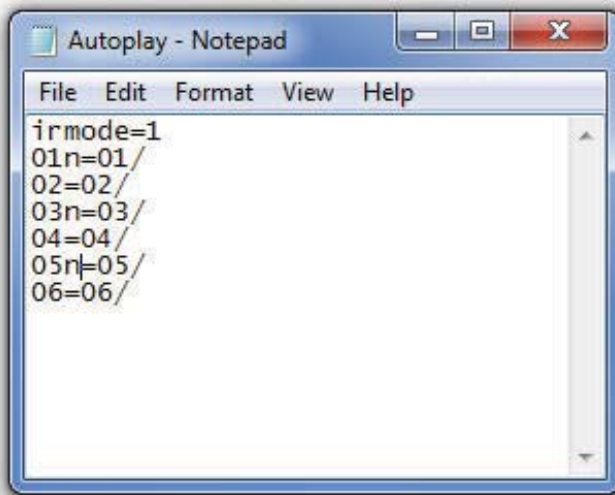 Autoplay - Notepad
File Edit Format View Help
irmode=1
01n=01/
02=02/
03n=03/
04=04/
05n=05/
06=06/